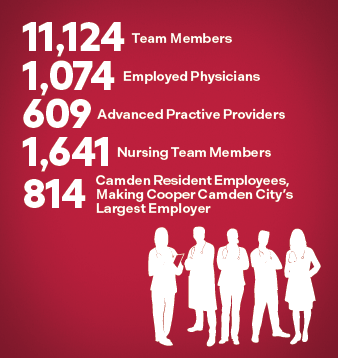 11,124 Team Members
1,074 Employed Physicians
609 Advanced Practive Providers
1,641 Nursing Team Members
814 Camden Resident Employees,
Making Cooper Camden City's
Largest Employer